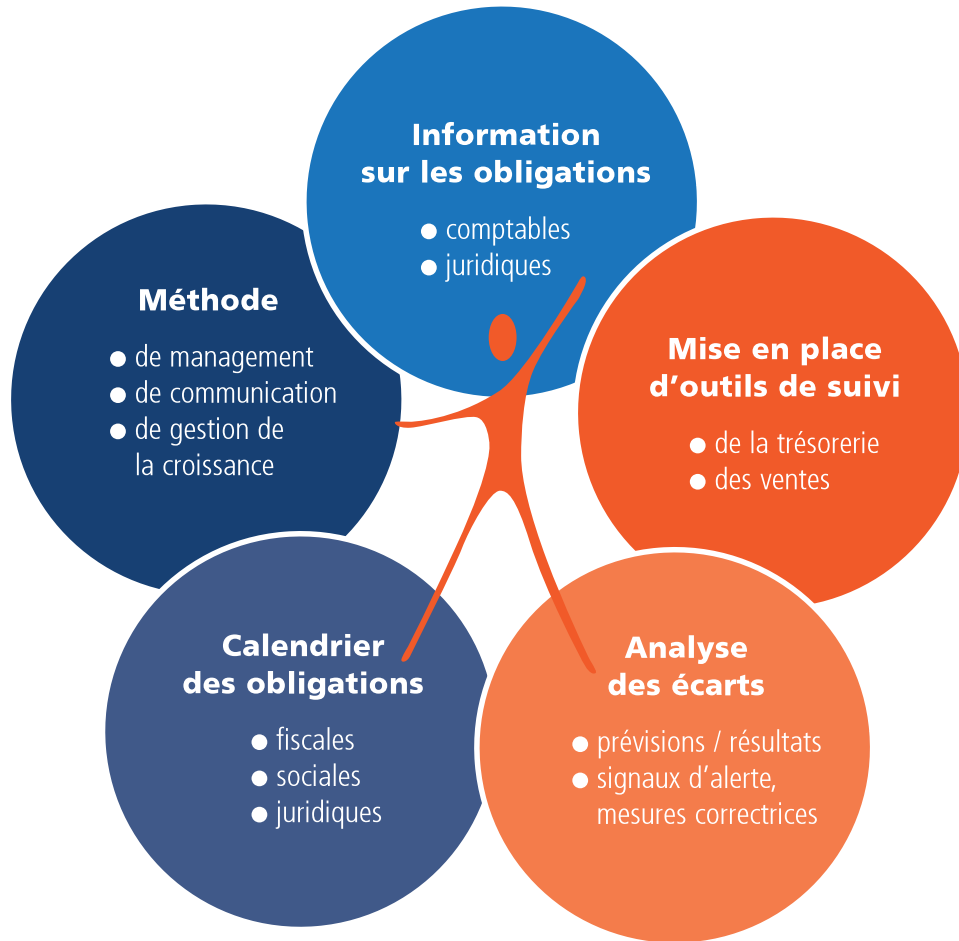 Information
sur les obligations
● comptables
● juridiques
Méthode
● de management
● de communication
● de gestion de
la croissance
Mise en place
d’outils de suivi
● de la trésorerie
● des ventes
Calendrier
des obligations
● fiscales
● sociales
● juridiques
Analyse
des écarts
● prévisions / résultats
● signaux d’alerte,
mesures correctrices